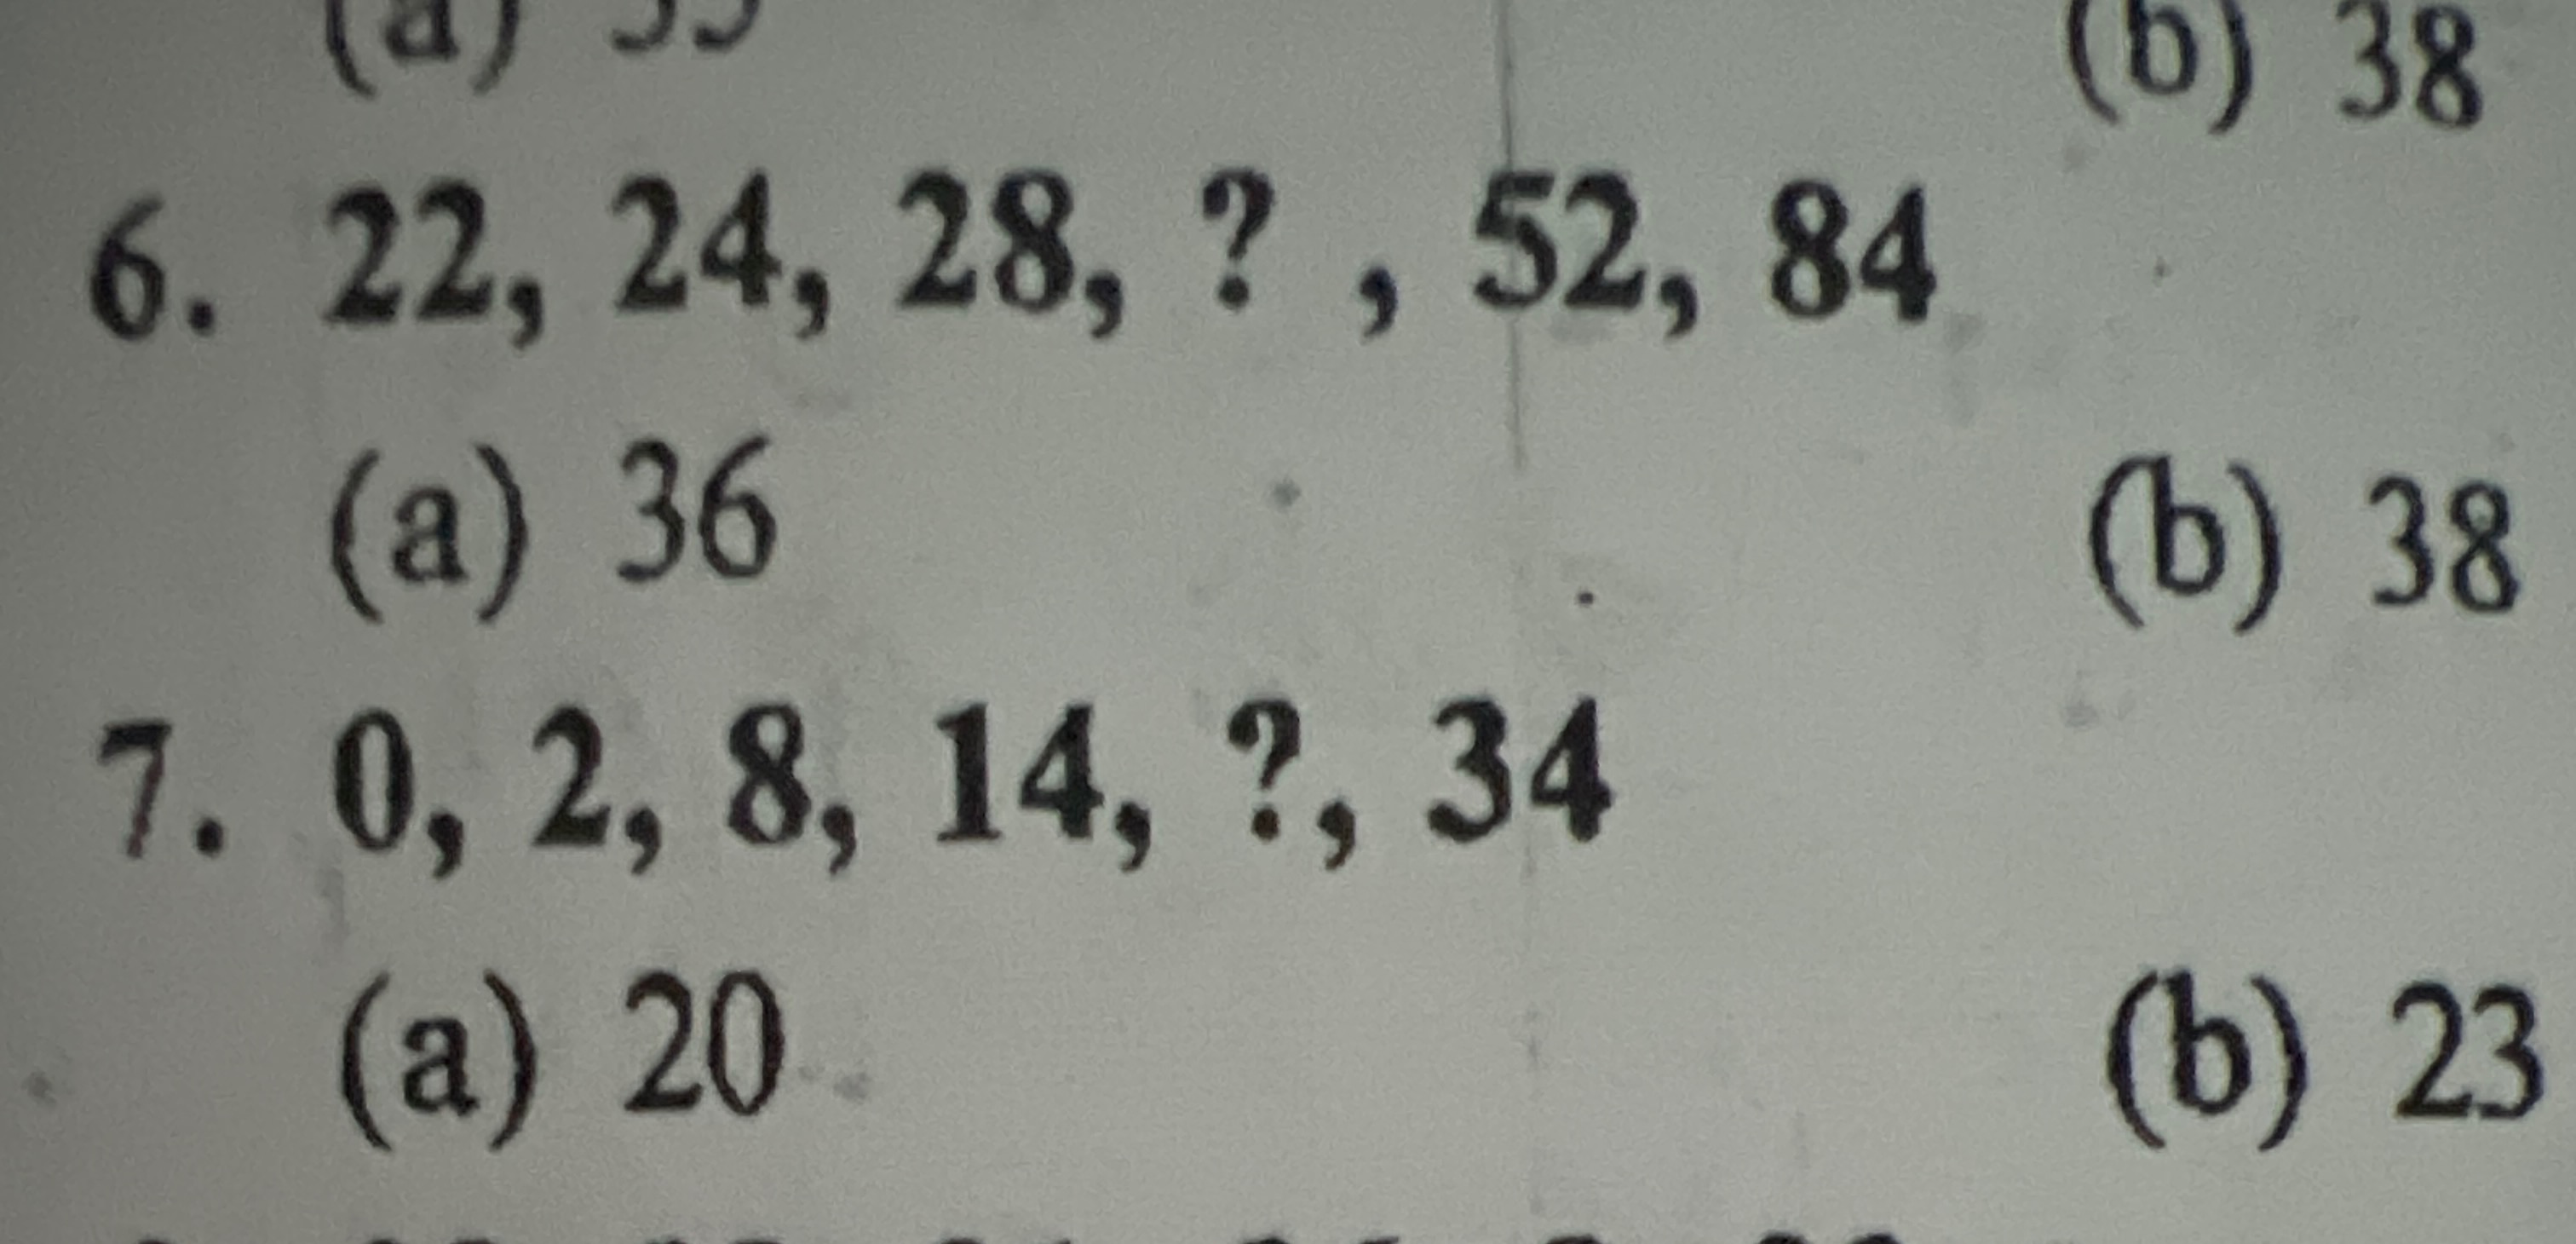 (b) 38
6. 22, 24, 28, ? , 52, 84
(a) 36 (b) 38
7. 0, 2, 8, 14, ?, 34
(a) 20 (b) 23